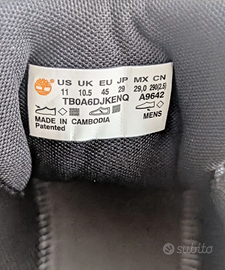 US UK EU JP MX CN
11 10.5 45 29 29,0 290(2.5)
TB0A6DJKENQ A9642
MADE IN CAMBODIA MENS
Patented
subito